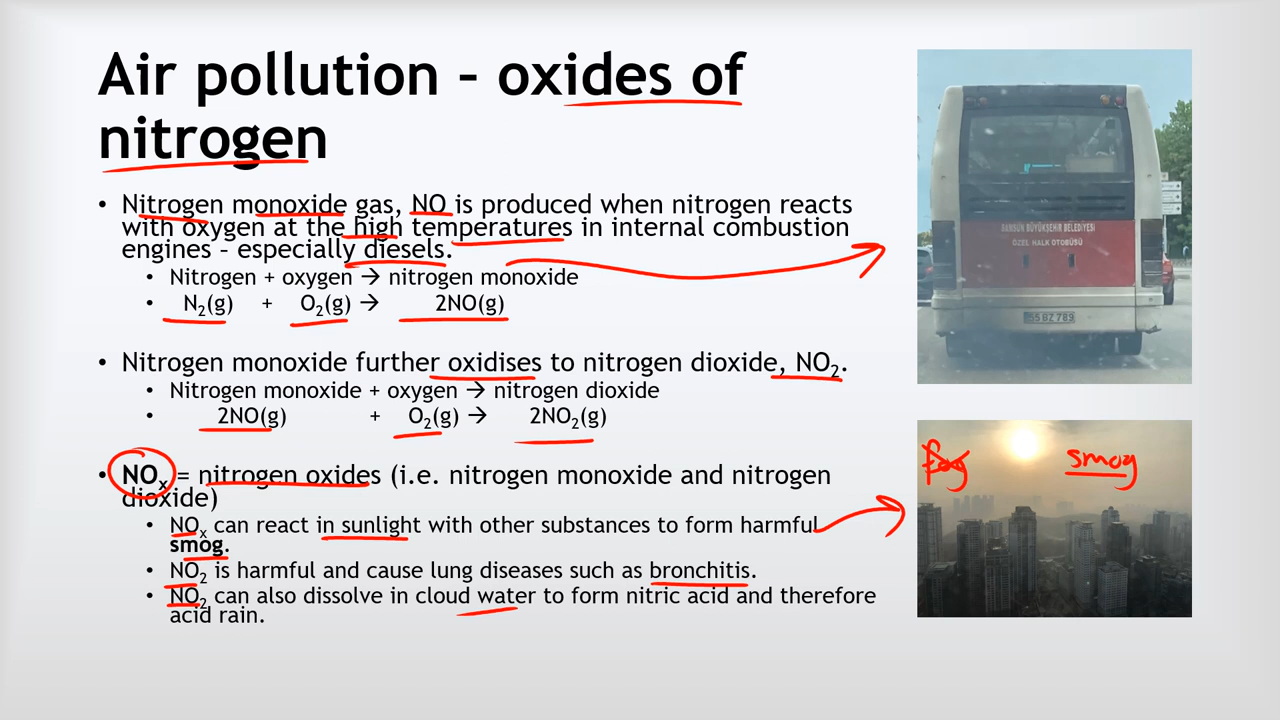 Air pollution – oxides of
nitrogen
• Nitrogen monoxide gas, NO is produced when nitrogen reacts
with oxygen at the high temperatures in internal combustion
engines – especially diesels.
• Nitrogen + oxygen → nitrogen monoxide
• N₂(g) + O₂(g) → 2NO(g)
• Nitrogen monoxide further oxidises to nitrogen dioxide, NO₂.
• Nitrogen monoxide + oxygen → nitrogen dioxide
• 2NO(g) + O₂(g) → 2NO₂(g)
• NOₓ = nitrogen oxides (i.e. nitrogen monoxide and nitrogen
dioxide)
• NOₓ can react in sunlight with other substances to form harmful
smog.
• NO₂ is harmful and cause lung diseases such as bronchitis.
• NO₂ can also dissolve in cloud water to form nitric acid and therefore
acid rain.
SAMSUN BÜYÜKŞEHİR BELEDİYESİ
ÖZEL HALK OTOBÜSÜ
55 BZ 789
fog
smog